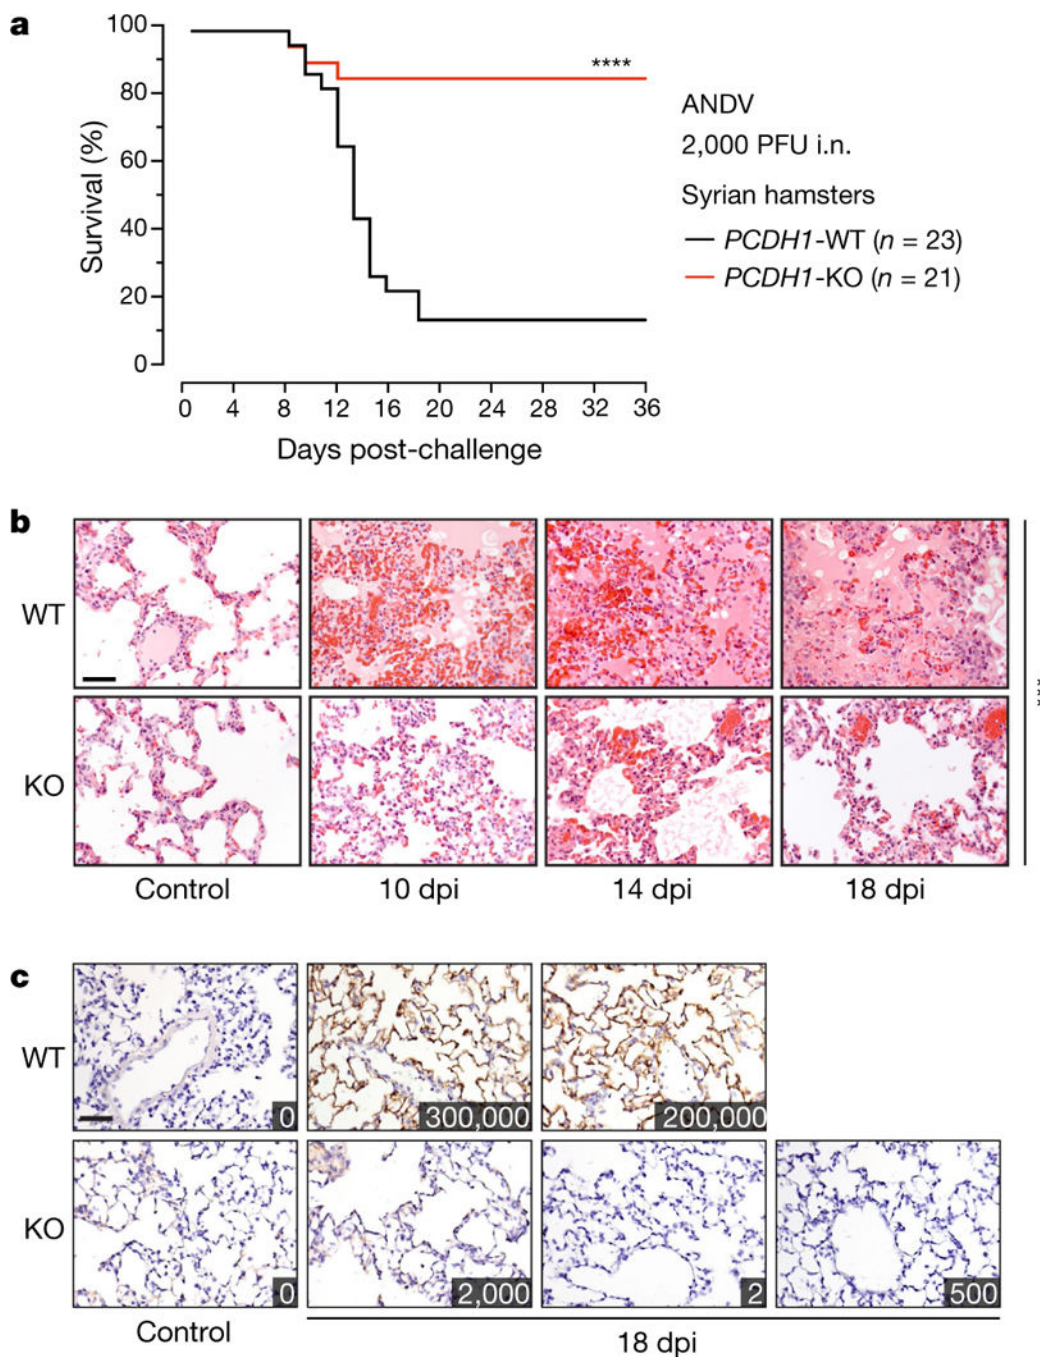 a
100
80
60
40
20
0
Survival (%)
****
0 4 8 12 16 20 24 28 32 36
Days post-challenge
ANDV
2,000 PFU i.n.
Syrian hamsters
PCDH1-WT (n = 23)
PCDH1-KO (n = 21)
b
WT
KO
Control 10 dpi 14 dpi 18 dpi
c
WT
0 300,000 200,000
KO
0 2,000 2 500
Control
18 dpi